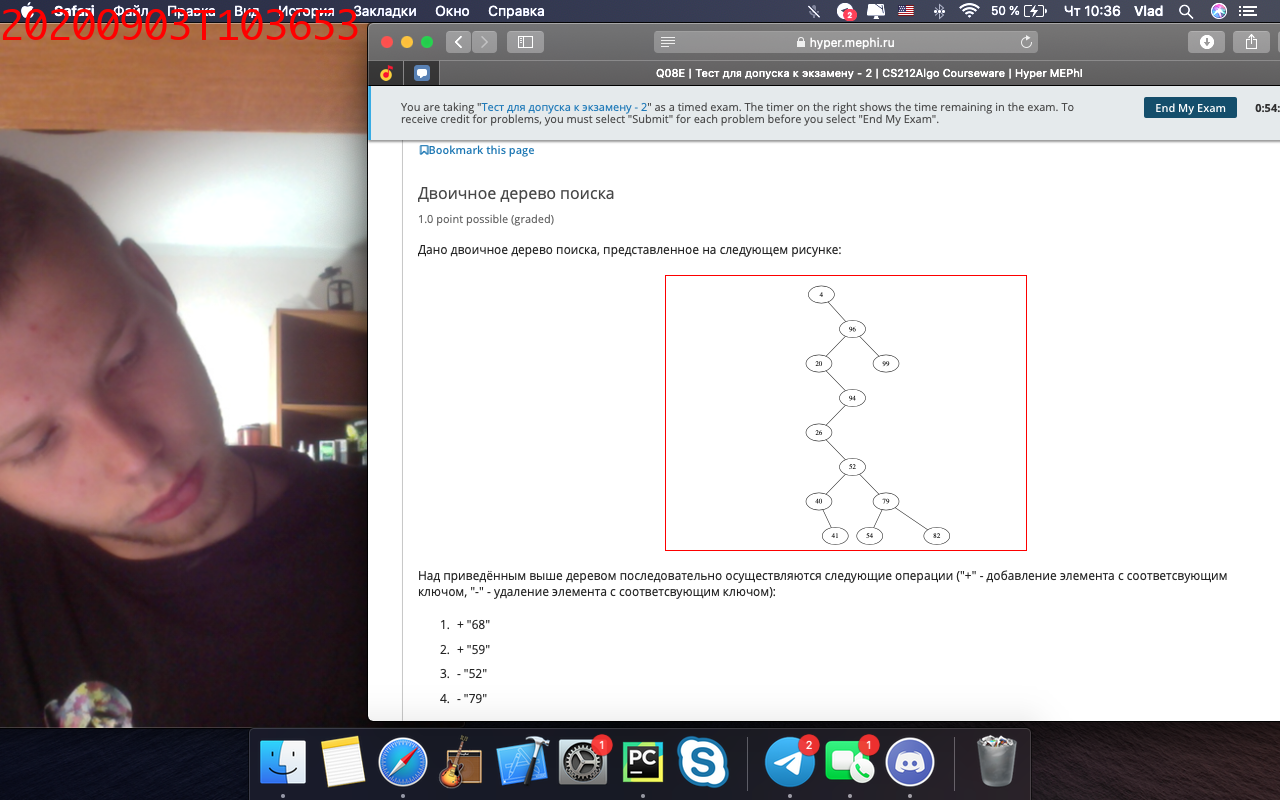 20200903T103653
Safari Файл Правка Вид История Закладки Окно Справка
2
50 %
Чт 10:36 Vlad
hyper.mephi.ru
Q08E | Тест для допуска к экзамену - 2 | CS212Algo Courseware | Hyper MEPhI
You are taking "Тест для допуска к экзамену - 2" as a timed exam. The timer on the right shows the time remaining in the exam. To
receive credit for problems, you must select "Submit" for each problem before you select "End My Exam".
End My Exam
0:54:
Bookmark this page
Двоичное дерево поиска
1.0 point possible (graded)
Дано двоичное дерево поиска, представленное на следующем рисунке:
4
96
20 99
94
26
52
40 79
41 54 82
Над приведённым выше деревом последовательно осуществляются следующие операции ("+" - добавление элемента с соответсвующим
ключом, "-" - удаление элемента с соответсвующим ключом):
1. + "68"
2. + "59"
3. - "52"
4. - "79"
1
PC
S
2
1